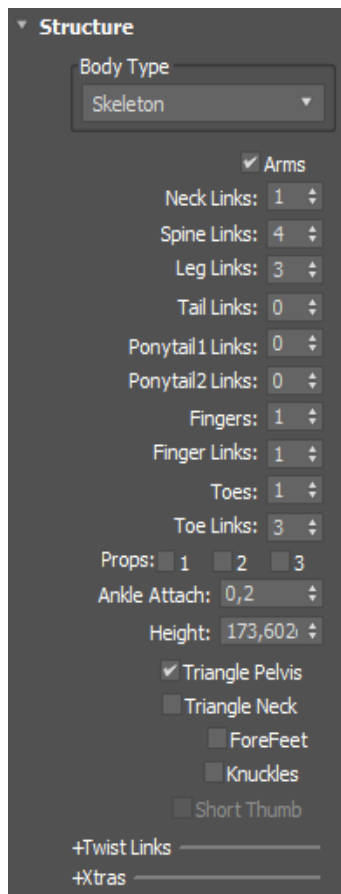 Structure
Body Type
Skeleton
Arms
Neck Links: 1
Spine Links: 4
Leg Links: 3
Tail Links: 0
Ponytail1 Links: 0
Ponytail2 Links: 0
Fingers: 1
Finger Links: 1
Toes: 1
Toe Links: 3
Props: 1 2 3
Ankle Attach: 0,2
Height: 173,602
Triangle Pelvis
Triangle Neck
ForeFeet
Knuckles
Short Thumb
+Twist Links
+Xtras